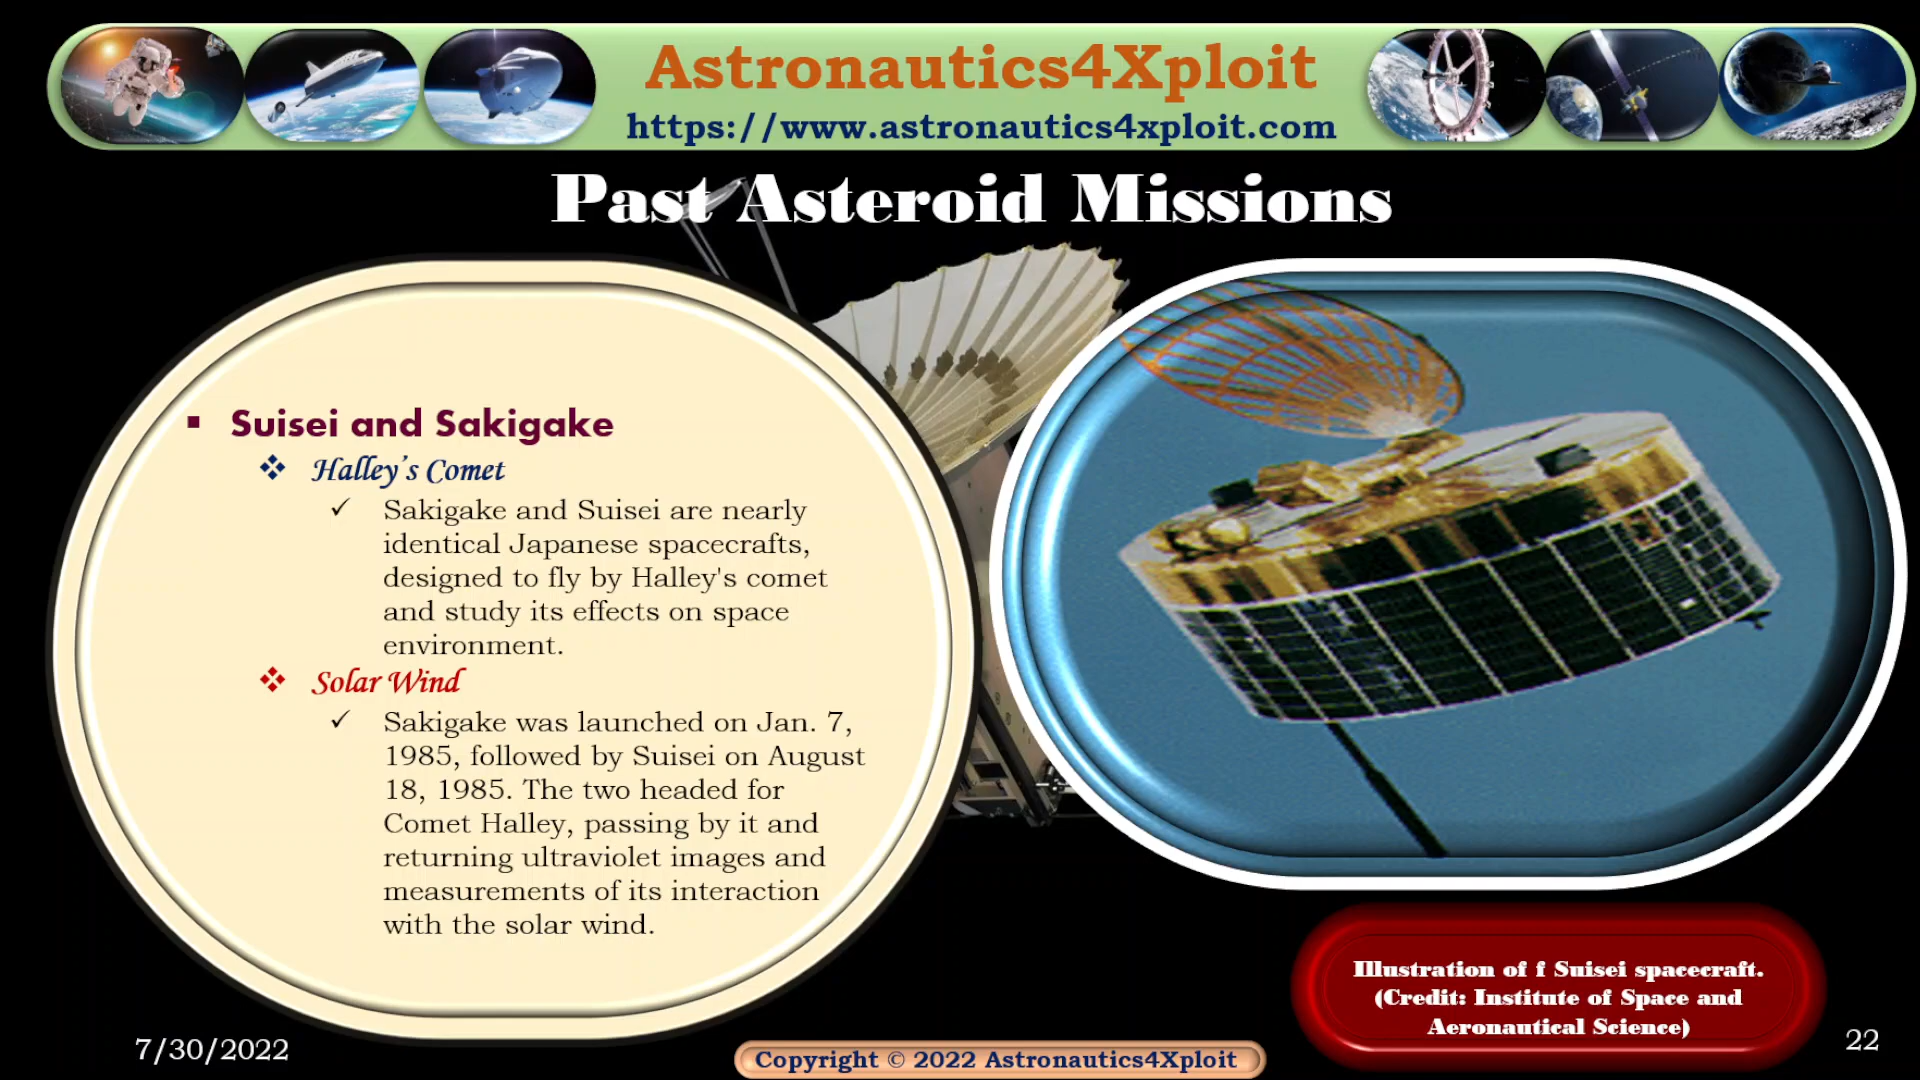 Astronautics4Xploit
https://www.astronautics4xploit.com
Past Asteroid Missions
Suisei and Sakigake
Halley's Comet
Sakigake and Suisei are nearly
identical Japanese spacecrafts,
designed to fly by Halley's comet
and study its effects on space
environment.
Solar Wind
Sakigake was launched on Jan. 7,
1985, followed by Suisei on August
18, 1985. The two headed for
Comet Halley, passing by it and
returning ultraviolet images and
measurements of its interaction
with the solar wind.
Illustration of f Suisei spacecraft.
(Credit: Institute of Space and
Aeronautical Science)
7/30/2022
Copyright © 2022 Astronautics4Xploit
22